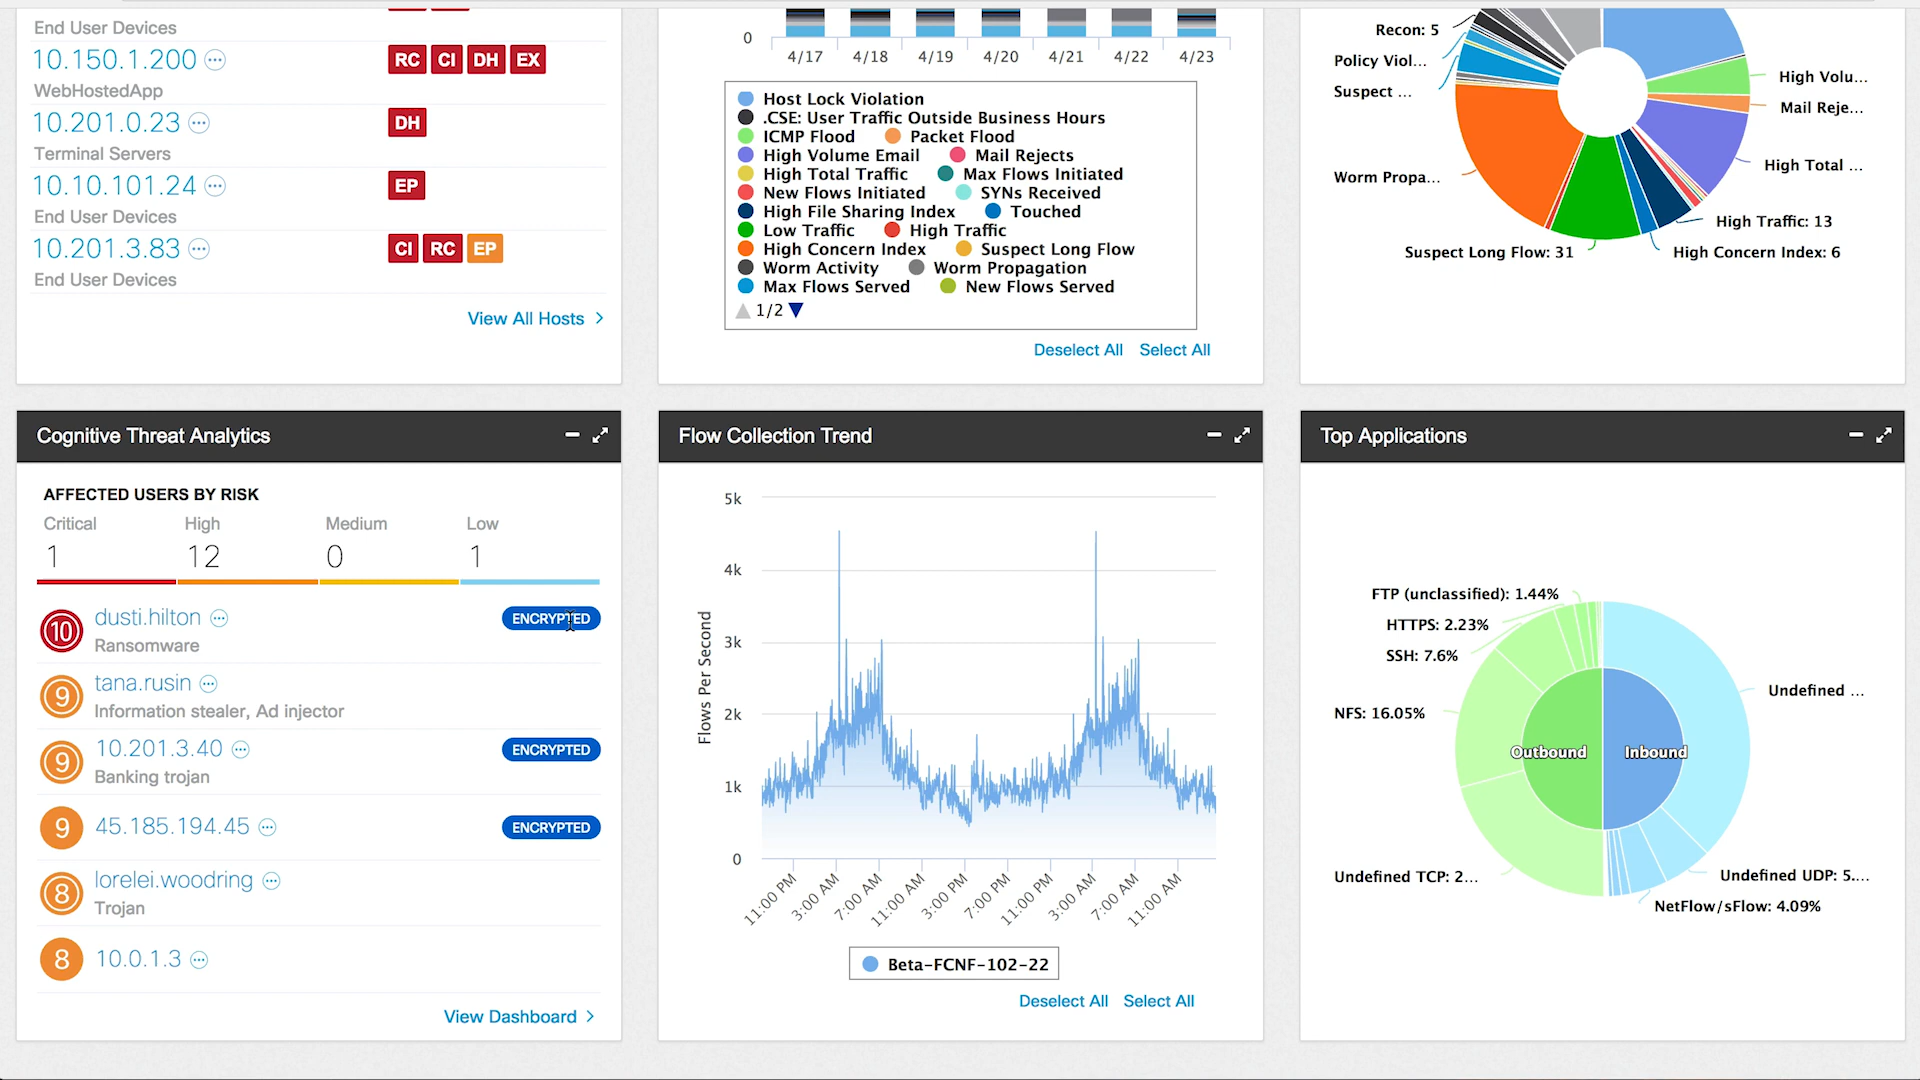 End User Devices
10.150.1.200
RC CI DH EX
WebHostedApp
10.201.0.23
DH
Terminal Servers
10.10.101.24
EP
End User Devices
10.201.3.83
CI RC EP
End User Devices
View All Hosts
0
4/17 4/18 4/19 4/20 4/21 4/22 4/23
Host Lock Violation
.CSE: User Traffic Outside Business Hours
ICMP Flood Packet Flood
High Volume Email Mail Rejects
High Total Traffic Max Flows Initiated
New Flows Initiated SYNs Received
High File Sharing Index Touched
Low Traffic High Traffic
High Concern Index Suspect Long Flow
Worm Activity Worm Propagation
Max Flows Served New Flows Served
1/2
Deselect All Select All
Recon: 5
Policy Viol...
Suspect ...
Worm Propa...
Suspect Long Flow: 31
High Volu...
Mail Reje...
High Total ...
High Traffic: 13
High Concern Index: 6
Cognitive Threat Analytics
AFFECTED USERS BY RISK
Critical High Medium Low
1 12 0 1
10 dusti.hilton ENCRYPTED
Ransomware
9 tana.rusin
Information stealer, Ad injector
9 10.201.3.40 ENCRYPTED
Banking trojan
9 45.185.194.45 ENCRYPTED
8 lorelei.woodring
Trojan
8 10.0.1.3
View Dashboard
Flow Collection Trend
Flows Per Second
5k
4k
3k
2k
1k
0
11:00 PM 3:00 AM 7:00 AM 11:00 AM 3:00 PM 7:00 PM 11:00 PM 3:00 AM 7:00 AM 11:00 AM
Beta-FCNF-102-22
Deselect All Select All
Top Applications
FTP (unclassified): 1.44%
HTTPS: 2.23%
SSH: 7.6%
NFS: 16.05%
Undefined TCP: 2...
Outbound Inbound
Undefined ...
Undefined UDP: 5....
NetFlow/sFlow: 4.09%